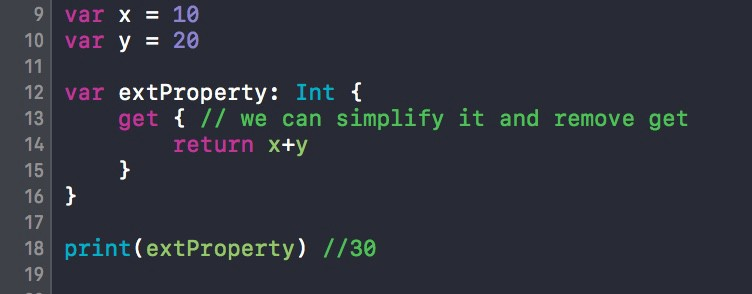 9 var x = 10
10 var y = 20
11
12 var extProperty: Int {
13     get { // we can simplify it and remove get
14         return x+y
15     }
16 }
17
18 print(extProperty) //30
19